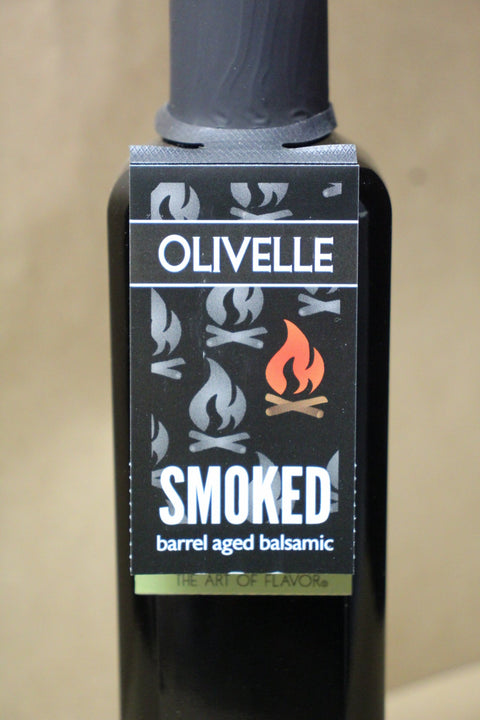 OLIVELLE
SMOKED
barrel aged balsamic
THE ART OF FLAVOR®